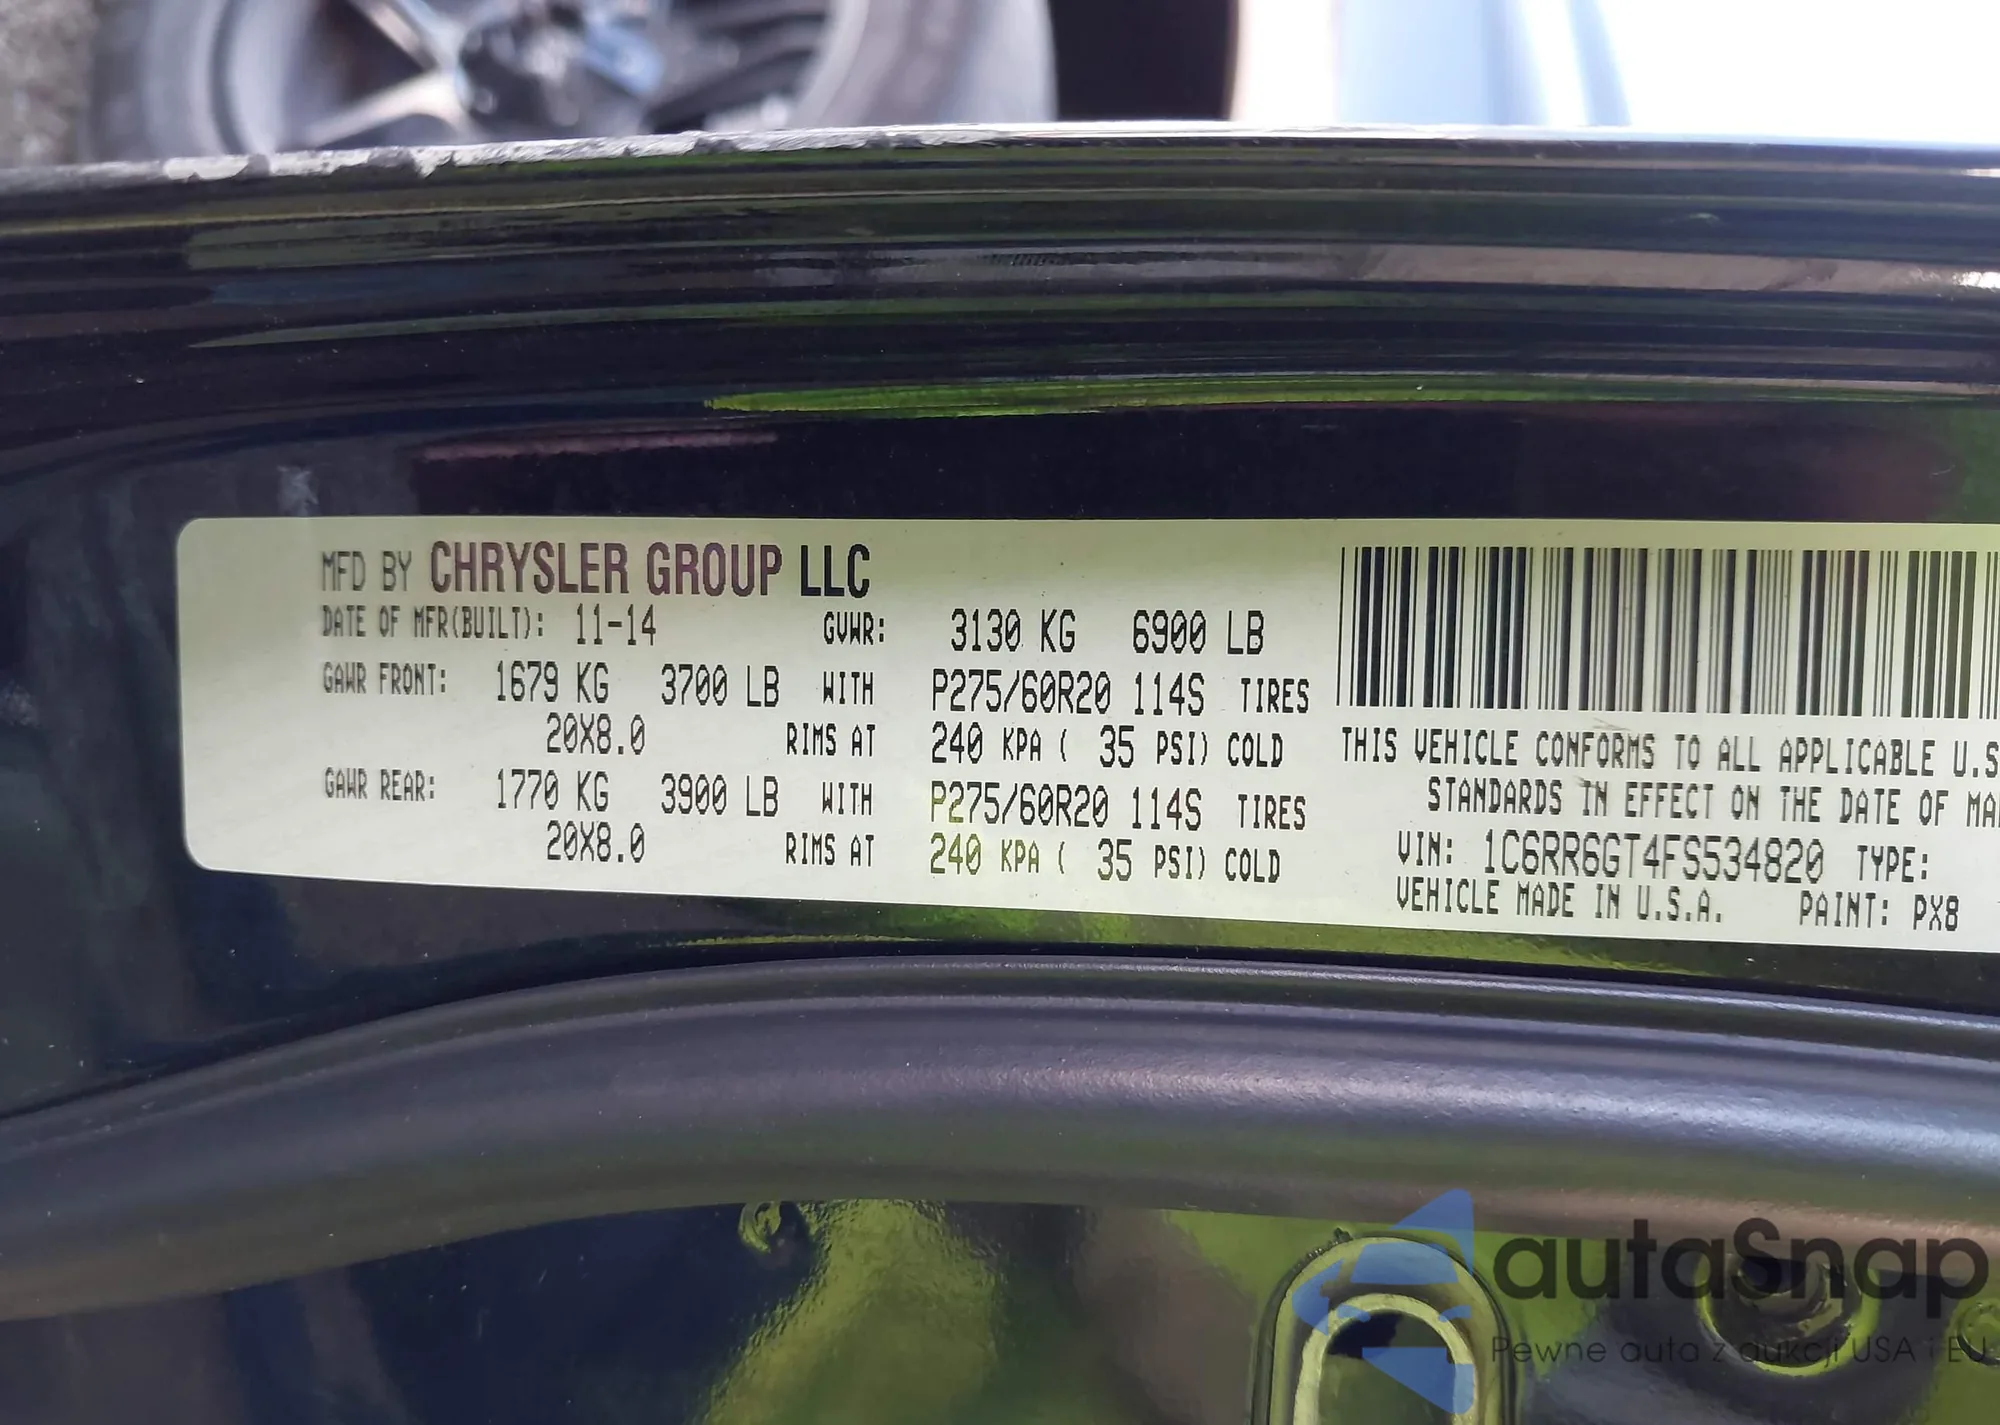 MFD BY CHRYSLER GROUP LLC
DATE OF MFR(BUILT): 11-14 GVWR: 3130 KG 6900 LB
GAWR FRONT: 1679 KG 3700 LB WITH P275/60R20 114S TIRES
20X8.0 RIMS AT 240 KPA ( 35 PSI) COLD
GAWR REAR: 1770 KG 3900 LB WITH P275/60R20 114S TIRES
20X8.0 RIMS AT 240 KPA ( 35 PSI) COLD
THIS VEHICLE CONFORMS TO ALL APPLICABLE U.S
STANDARDS IN EFFECT ON THE DATE OF MA
VIN: 1C6RR6GT4FS534820 TYPE:
VEHICLE MADE IN U.S.A. PAINT: PX8
autaSnap
Pewne auta z aukcji USA i EU